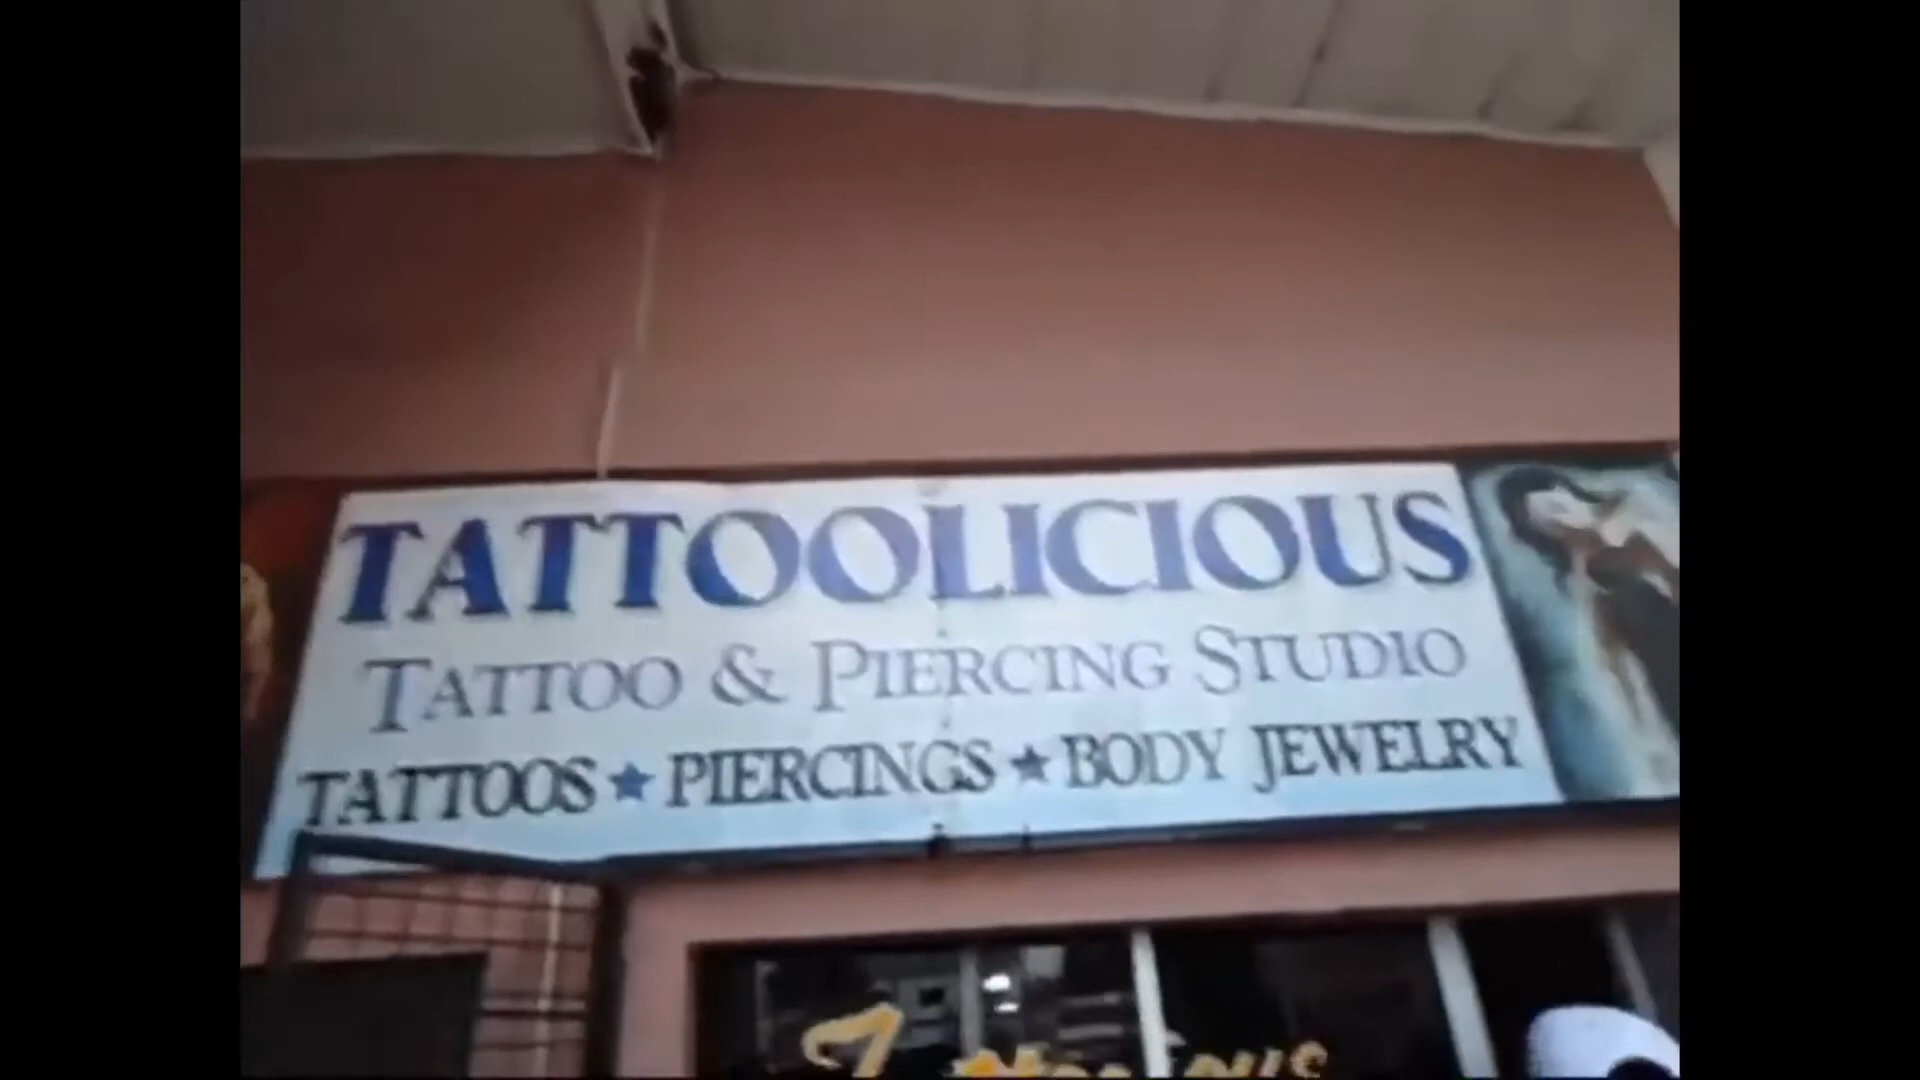 TATTOOLICIOUS
TATTOO & PIERCING STUDIO
TATTOOS ★ PIERCINGS ★ BODY JEWELRY